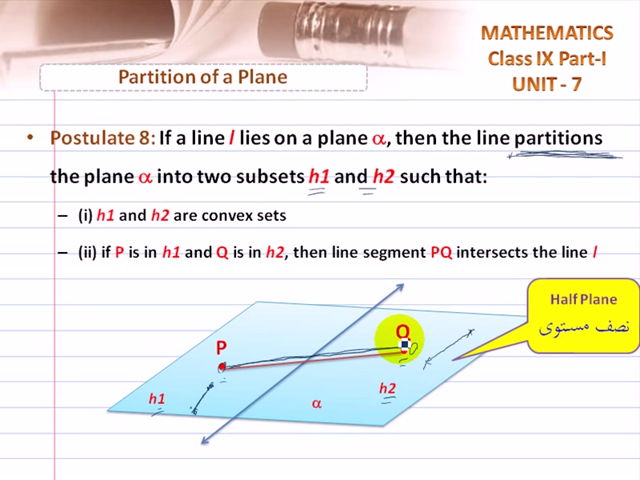 MATHEMATICS
Class IX Part-I
UNIT - 7
Partition of a Plane
• Postulate 8: If a line l lies on a plane α, then the line partitions
the plane α into two subsets h1 and h2 such that:
– (i) h1 and h2 are convex sets
– (ii) if P is in h1 and Q is in h2, then line segment PQ intersects the line l
Half Plane
نصف مستوی
P
Q
h1
h2
α